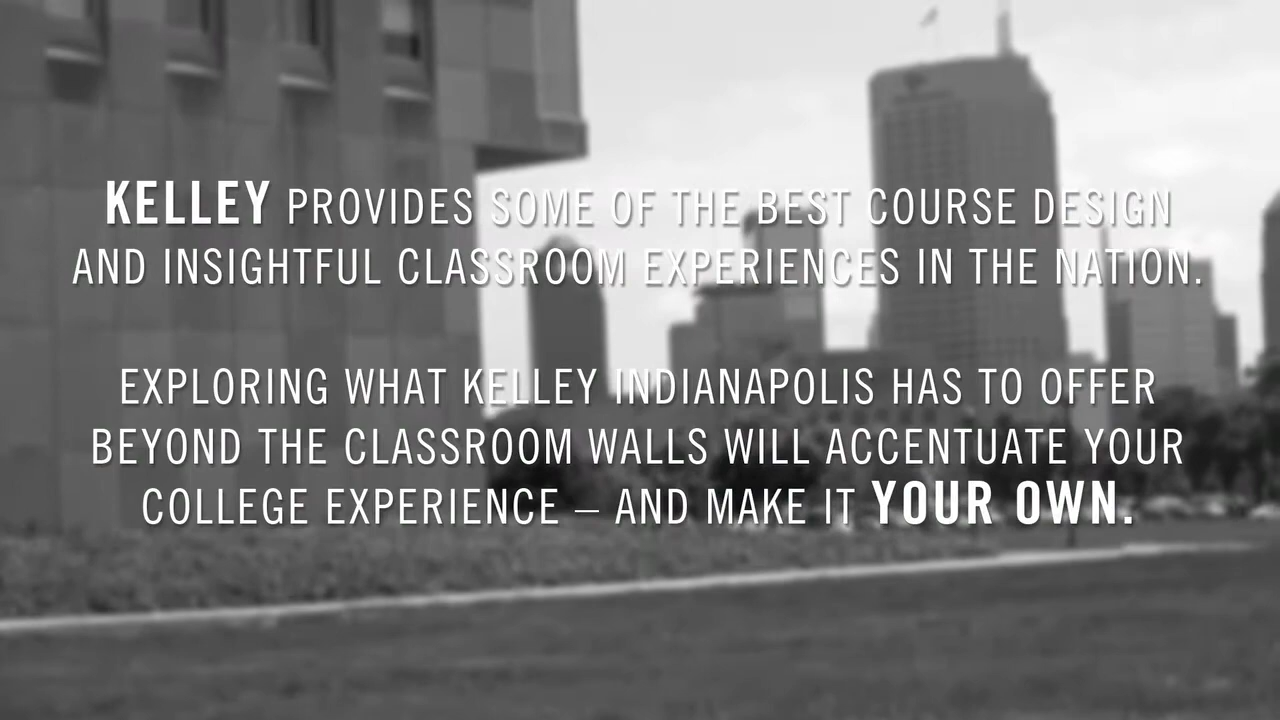 KELLEY PROVIDES SOME OF THE BEST COURSE DESIGN
AND INSIGHTFUL CLASSROOM EXPERIENCES IN THE NATION.
EXPLORING WHAT KELLEY INDIANAPOLIS HAS TO OFFER
BEYOND THE CLASSROOM WALLS WILL ACCENTUATE YOUR
COLLEGE EXPERIENCE – AND MAKE IT YOUR OWN.